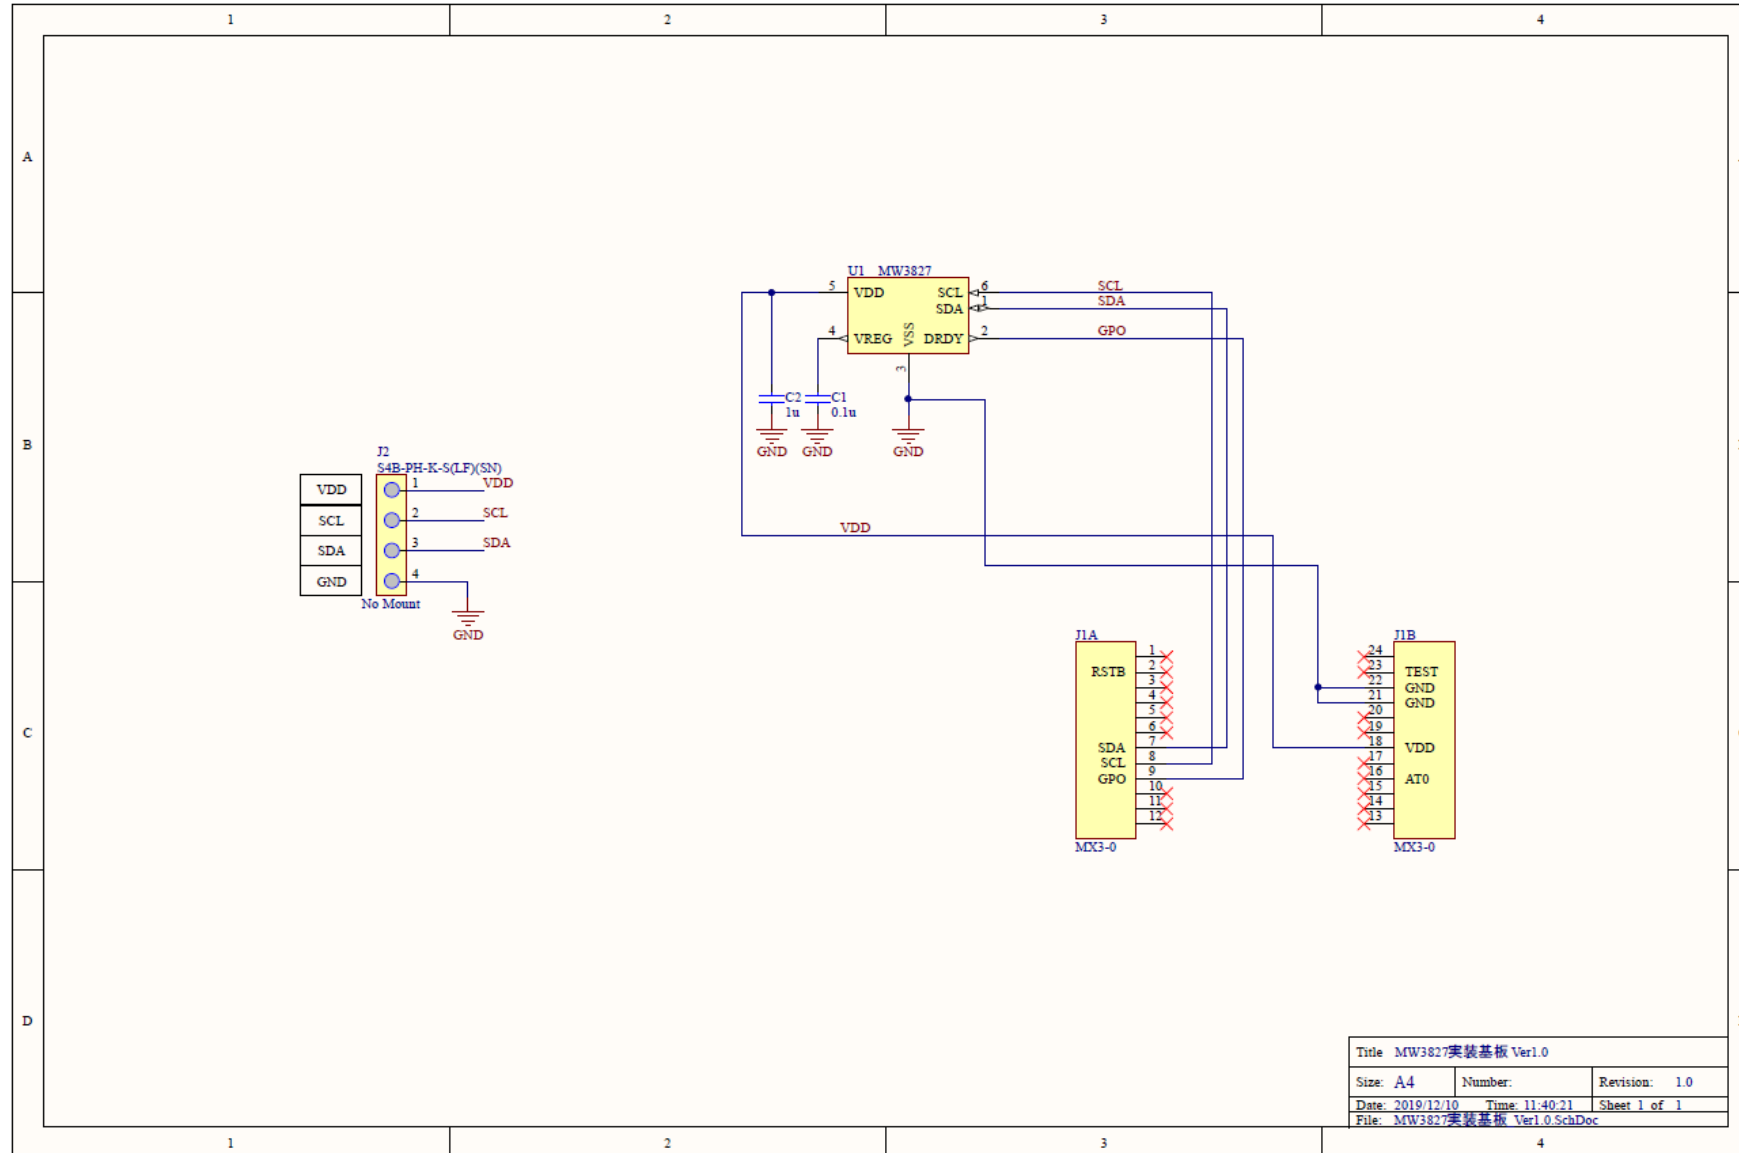 1 2 3 4
A
U1 MW3827
5 VDD SCL 6 SCL
SDA 1 SDA
4 VREG VSS DRDY 2 GPO
3
C2 C1
1u 0.1u
GND GND GND
B
J2
S4B-PH-K-S(LF)(SN)
VDD 1 VDD
SCL 2 SCL
SDA 3 SDA
GND 4
No Mount
GND
VDD
J1A J1B
1 24
RSTB 2 23 TEST
3 22 GND
4 21 GND
5 20
6 19
SDA 7 18 VDD
SCL 8 17
GPO 9 16 AT0
10 15
11 14
12 13
MX3-0 MX3-0
C
D
Title MW3827実装基板 Ver1.0
Size: A4 Number: Revision: 1.0
Date: 2019/12/10 Time: 11:40:21 Sheet 1 of 1
File: MW3827実装基板 Ver1.0.SchDoc
1 2 3 4